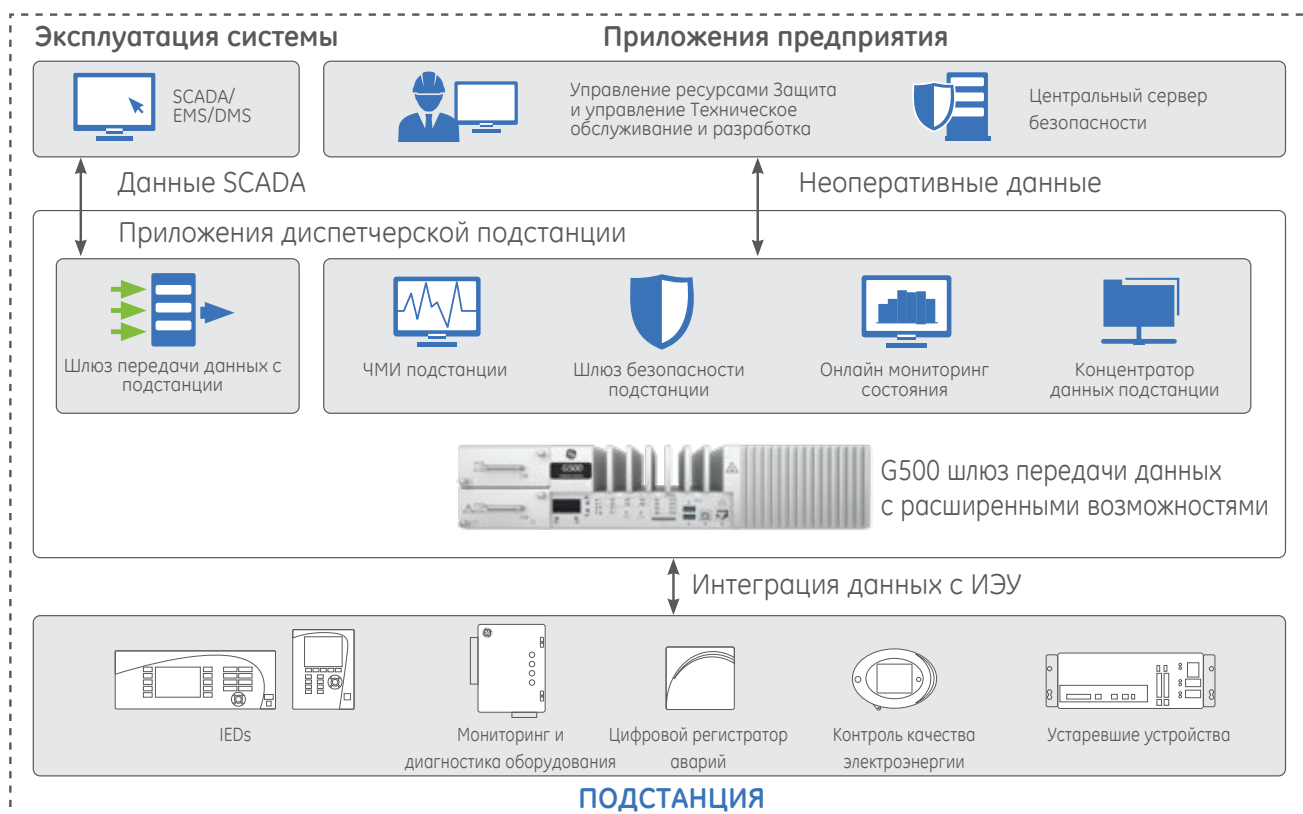 Эксплуатация системы
Приложения предприятия
SCADA/
EMS/DMS
Управление ресурсами Защита
и управление Техническое
обслуживание и разработка
Центральный сервер
безопасности
Данные SCADA
Неоперативные данные
Приложения диспетчерской подстанции
Шлюз передачи данных с
подстанции
ЧМИ подстанции
Шлюз безопасности
подстанции
Онлайн мониторинг
состояния
Концентратор
данных подстанции
G500
G500 шлюз передачи данных
с расширенными возможностями
Интеграция данных с ИЭУ
IEDs
Мониторинг и
диагностика оборудования
Цифровой регистратор
аварий
Контроль качества
электроэнергии
Устаревшие устройства
ПОДСТАНЦИЯ